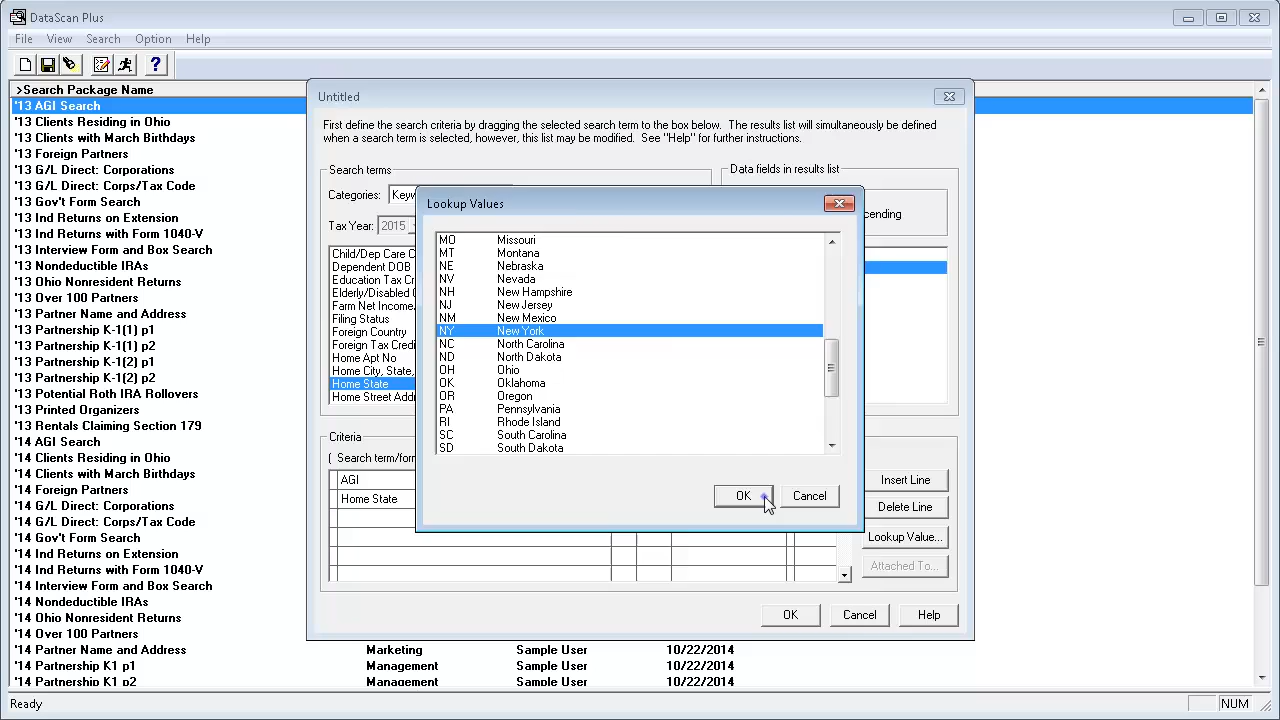 DataScan Plus
File View Search Option Help
>Search Package Name
'13 AGI Search
'13 Clients Residing in Ohio
'13 Clients with March Birthdays
'13 Foreign Partners
'13 G/L Direct: Corporations
'13 G/L Direct: Corps/Tax Code
'13 Gov't Form Search
'13 Ind Returns on Extension
'13 Ind Returns with Form 1040-V
'13 Interview Form and Box Search
'13 Nondeductible IRAs
'13 Ohio Nonresident Returns
'13 Over 100 Partners
'13 Partner Name and Address
'13 Partnership K-1(1) p1
'13 Partnership K-1(1) p2
'13 Partnership K-1(2) p1
'13 Partnership K-1(2) p2
'13 Potential Roth IRA Rollovers
'13 Printed Organizers
'13 Rentals Claiming Section 179
'14 AGI Search
'14 Clients Residing in Ohio
'14 Clients with March Birthdays
'14 Foreign Partners
'14 G/L Direct: Corporations
'14 G/L Direct: Corps/Tax Code
'14 Gov't Form Search
'14 Ind Returns on Extension
'14 Ind Returns with Form 1040-V
'14 Interview Form and Box Search
'14 Nondeductible IRAs
'14 Ohio Nonresident Returns
'14 Over 100 Partners
'14 Partner Name and Address Marketing Sample User 10/22/2014
'14 Partnership K1 p1 Management Sample User 10/22/2014
'14 Partnership K1 p2 Management Sample User 10/22/2014
Ready NUM
Untitled
First define the search criteria by dragging the selected search term to the box below. The results list will simultaneously be defined
when a search term is selected, however, this list may be modified. See "Help" for further instructions.
Search terms
Categories: Keyw
Tax Year: 2015
Child/Dep Care C
Dependent DOB
Education Tax Cr
Elderly/Disabled
Farm Net Income
Filing Status
Foreign Country
Foreign Tax Credi
Home Apt No
Home City, State,
Home State
Home Street Addr
Data fields in results list
cending
Criteria
( Search term/for
AGI
Home State
Insert Line
Delete Line
Lookup Value...
Attached To...
OK Cancel Help
Lookup Values
MO Missouri
MT Montana
NE Nebraska
NV Nevada
NH New Hampshire
NJ New Jersey
NM New Mexico
NY New York
NC North Carolina
ND North Dakota
OH Ohio
OK Oklahoma
OR Oregon
PA Pennsylvania
RI Rhode Island
SC South Carolina
SD South Dakota
OK Cancel